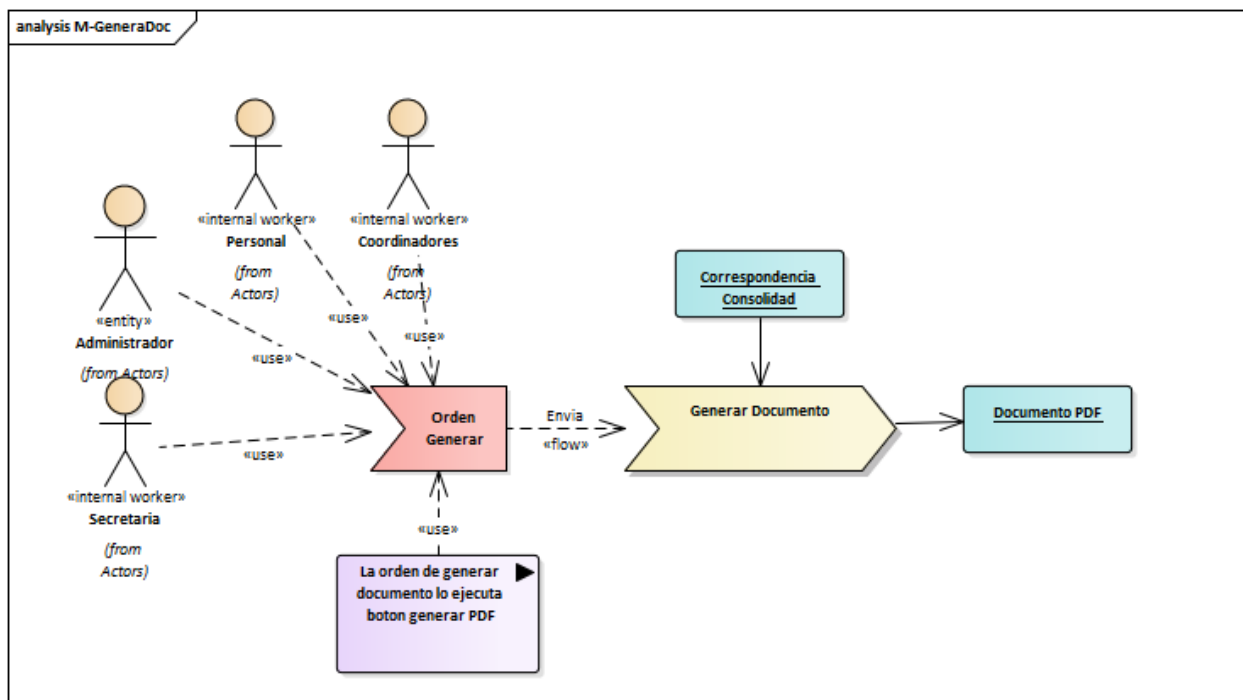 analysis M-GeneraDoc
«internal worker»
Personal
(from
Actors)
«internal worker»
Coordinadores
(from
Actors)
«entity»
Administrador
(from Actors)
«internal worker»
Secretaria
(from
Actors)
«use»
«use»
«use»
«use»
Orden
Generar
Envia
«flow»
Correspondencia
Consolidad
Generar Documento
Documento PDF
«use»
La orden de generar
documento lo ejecuta
boton generar PDF